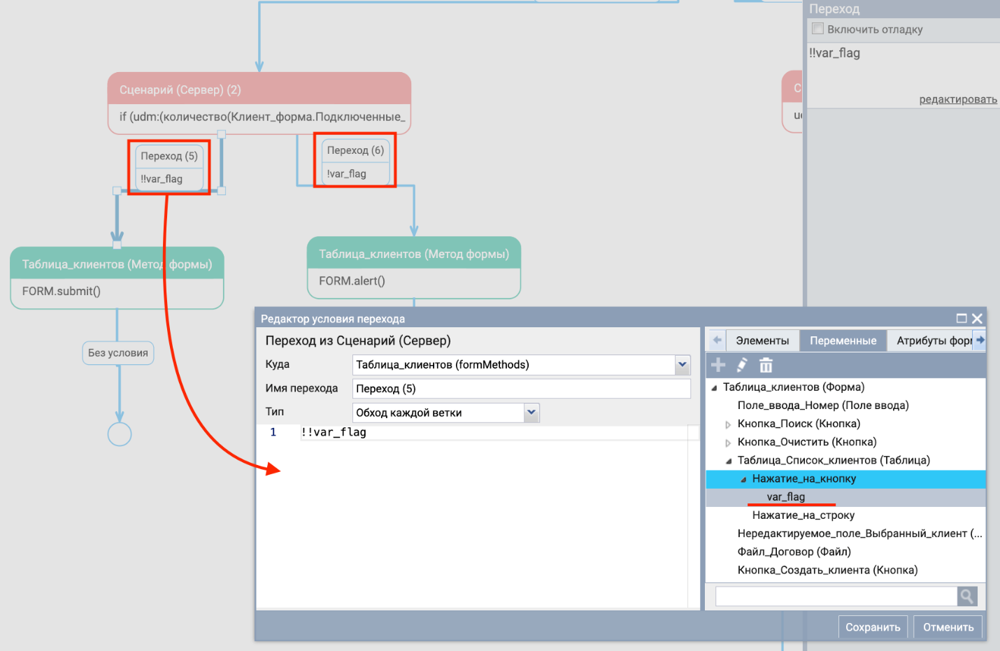 Сценарий (Сервер) (2)
if (udm:(количество(Клиент_форма.Подключенные_
Переход (5)
!!var_flag
Переход (6)
!var_flag
Таблица_клиентов (Метод формы)
FORM.submit()
Таблица_клиентов (Метод формы)
FORM.alert()
Без условия
Переход
Включить отладку
!!var_flag
редактировать
Редактор условия перехода
Переход из Сценарий (Сервер)
Куда
Таблица_клиентов (formMethods)
Имя перехода
Переход (5)
Тип
Обход каждой ветки
1 !!var_flag
Элементы
Переменные
Атрибуты фор
Таблица_клиентов (Форма)
Поле_ввода_Номер (Поле ввода)
Кнопка_Поиск (Кнопка)
Кнопка_Очистить (Кнопка)
Таблица_Список_клиентов (Таблица)
Нажатие_на_кнопку
var_flag
Нажатие_на_строку
Нередактируемое_поле_Выбранный_клиент (...
Файл_Договор (Файл)
Кнопка_Создать_клиента (Кнопка)
Сохранить
Отменить